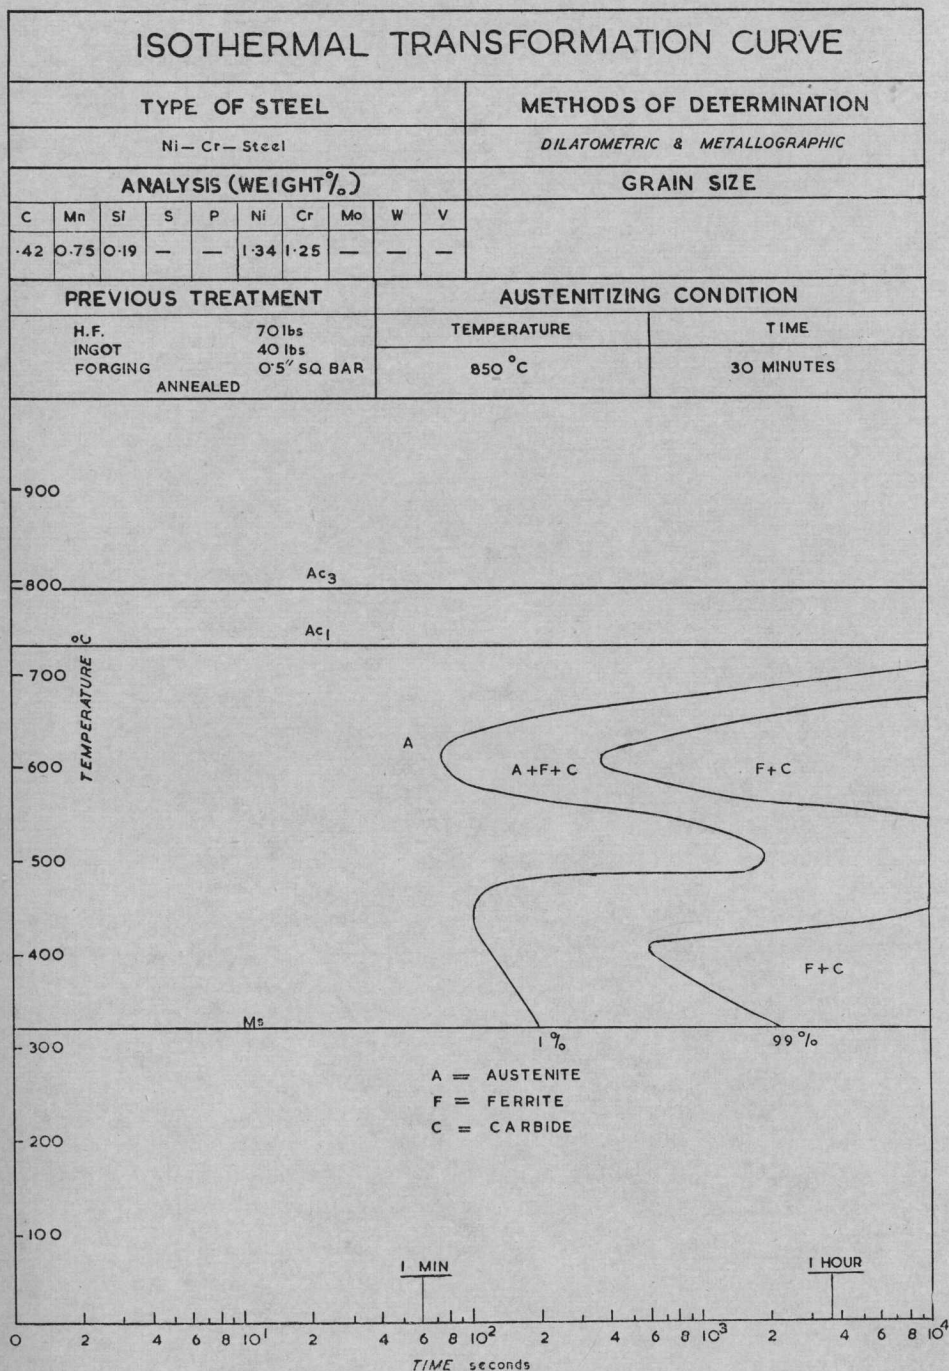 ISOTHERMAL TRANSFORMATION CURVE
TYPE OF STEEL
METHODS OF DETERMINATION
Ni—Cr—Steel
DILATOMETRIC & METALLOGRAPHIC
ANALYSIS (WEIGHT%)
GRAIN SIZE
C Mn Si S P Ni Cr Mo W V
·42 0·75 0·19 — — 1·34 1·25 — — —
PREVIOUS TREATMENT
AUSTENITIZING CONDITION
H.F. 70 lbs
INGOT 40 lbs
FORGING 0·5" SQ BAR
ANNEALED
TEMPERATURE TIME
850 °C 30 MINUTES
900
Ac3
800
Ac1
°C
700
TEMPERATURE
A
600
A+F+C
F+C
500
400
F+C
Ms
1% 99%
300
A = AUSTENITE
F = FERRITE
C = CARBIDE
200
100
1 MIN
1 HOUR
0 2 4 6 8 10¹ 2 4 6 8 10² 2 4 6 8 10³ 2 4 6 8 10⁴
TIME seconds